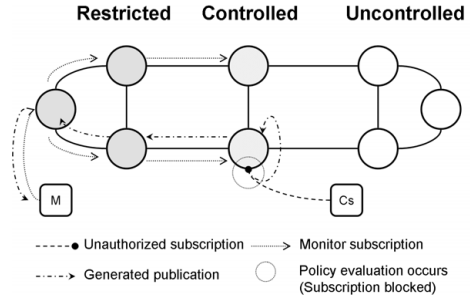 Restricted Controlled Uncontrolled
M
Cs
Unauthorized subscription
Monitor subscription
Generated publication
Policy evaluation occurs
(Subscription blocked)